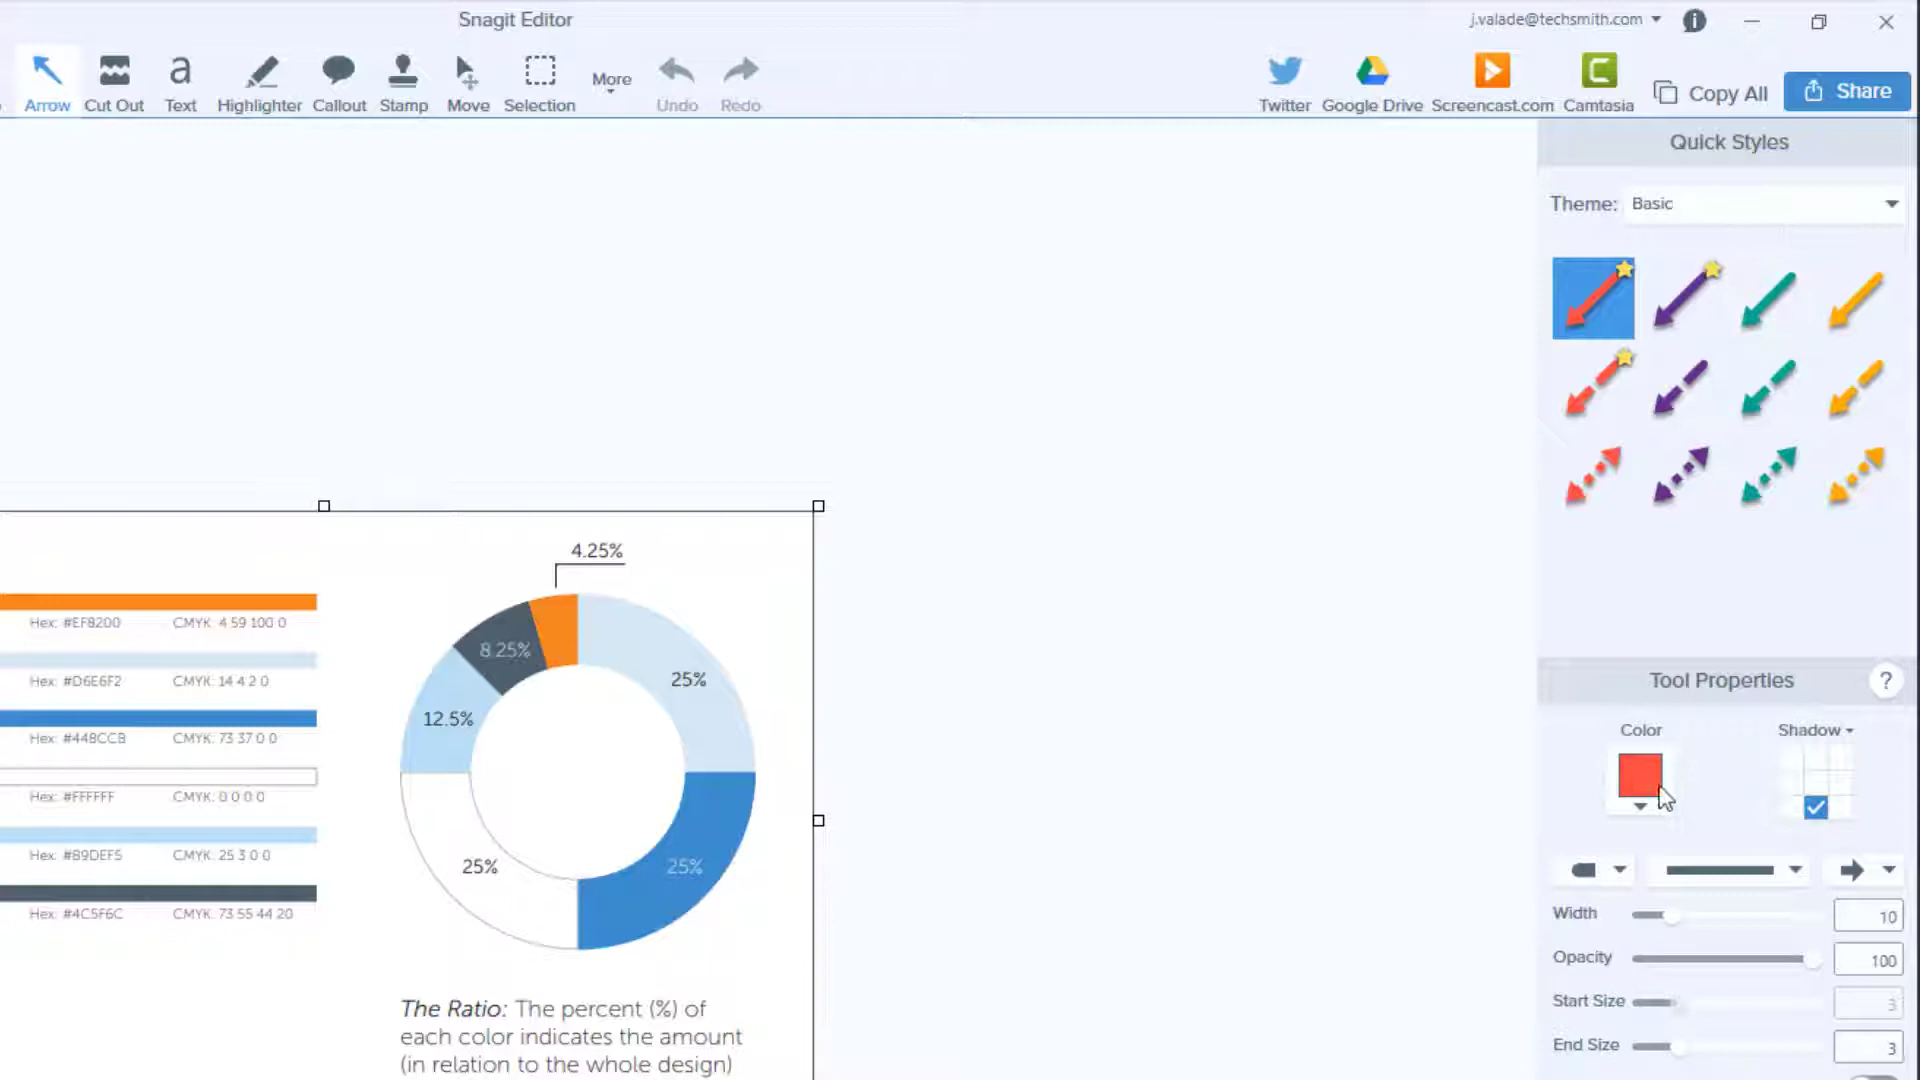 Snagit Editor
j.valade@techsmith.com
Arrow Cut Out Text Highlighter Callout Stamp Move Selection More Undo Redo
Twitter Google Drive Screencast.com Camtasia Copy All Share
Quick Styles
Theme: Basic
4.25%
8.25%
25%
12.5%
25%
25%
Hex: #EF8200 CMYK: 4 59 100 0
Hex: #D6E6F2 CMYK: 14 4 2 0
Hex: #448CCB CMYK: 73 37 0 0
Hex: #FFFFFF CMYK: 0 0 0 0
Hex: #B9DEF5 CMYK: 25 3 0 0
Hex: #4C5F6C CMYK: 73 55 44 20
The Ratio: The percent (%) of
each color indicates the amount
(in relation to the whole design)
Tool Properties ?
Color Shadow
Width 10
Opacity 100
Start Size 3
End Size 3